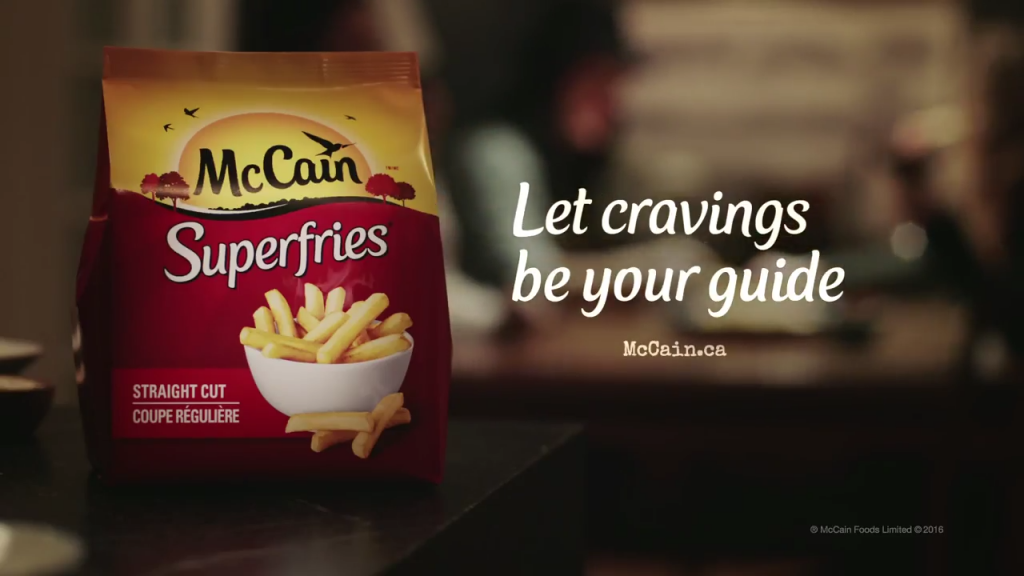 McCain
Superfries
STRAIGHT CUT
COUPE RÉGULIÈRE
Let cravings
be your guide
McCain.ca
® McCain Foods Limited © 2016